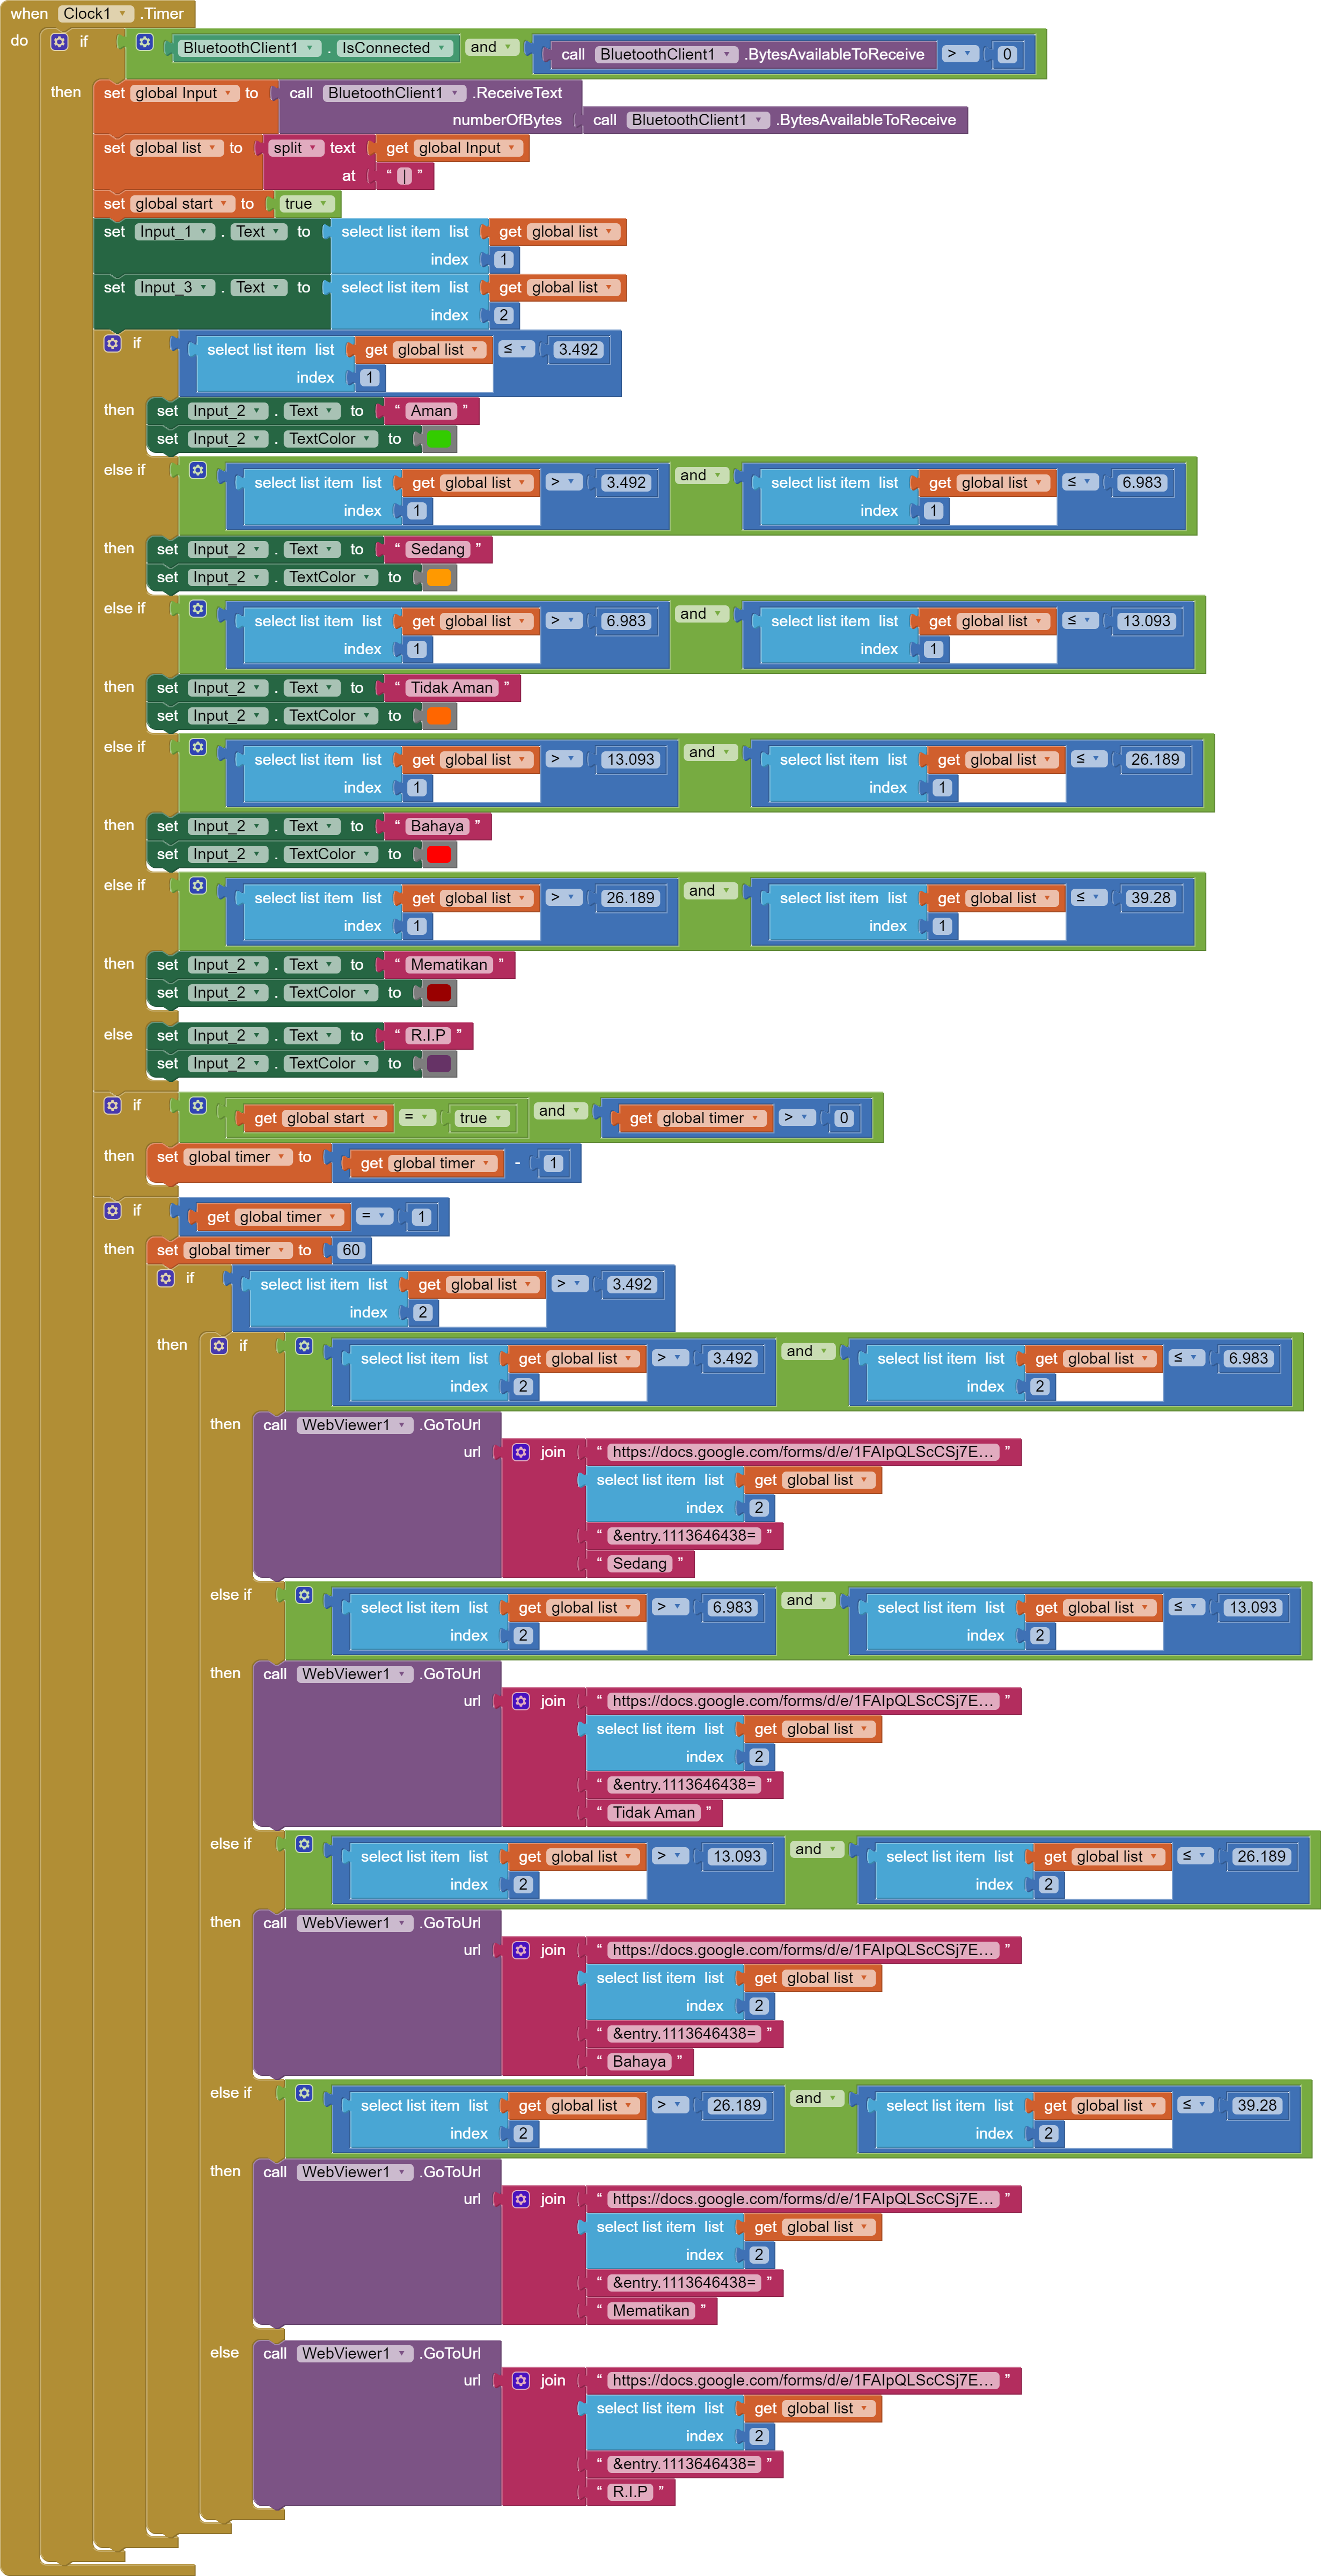 when Clock1 .Timer
do if BluetoothClient1 . IsConnected and call BluetoothClient1 .BytesAvailableToReceive > 0
then set global Input to call BluetoothClient1 .ReceiveText
numberOfBytes call BluetoothClient1 .BytesAvailableToReceive
set global list to split text get global Input
at “ | ”
set global start to true
set Input_1 . Text to select list item list get global list
index 1
set Input_3 . Text to select list item list get global list
index 2
if select list item list get global list ≤ 3.492
index 1
then set Input_2 . Text to “ Aman ”
set Input_2 . TextColor to
else if select list item list get global list > 3.492 and select list item list get global list ≤ 6.983
index 1 index 1
then set Input_2 . Text to “ Sedang ”
set Input_2 . TextColor to
else if select list item list get global list > 6.983 and select list item list get global list ≤ 13.093
index 1 index 1
then set Input_2 . Text to “ Tidak Aman ”
set Input_2 . TextColor to
else if select list item list get global list > 13.093 and select list item list get global list ≤ 26.189
index 1 index 1
then set Input_2 . Text to “ Bahaya ”
set Input_2 . TextColor to
else if select list item list get global list > 26.189 and select list item list get global list ≤ 39.28
index 1 index 1
then set Input_2 . Text to “ Mematikan ”
set Input_2 . TextColor to
else set Input_2 . Text to “ R.I.P ”
set Input_2 . TextColor to
if get global start = true and get global timer > 0
then set global timer to get global timer - 1
if get global timer = 1
then set global timer to 60
if select list item list get global list > 3.492
index 2
then if select list item list get global list > 3.492 and select list item list get global list ≤ 6.983
index 2 index 2
then call WebViewer1 .GoToUrl
url join “ https://docs.google.com/forms/d/e/1FAIpQLScCSj7E... ”
select list item list get global list
index 2
“ &entry.1113646438= ”
“ Sedang ”
else if select list item list get global list > 6.983 and select list item list get global list ≤ 13.093
index 2 index 2
then call WebViewer1 .GoToUrl
url join “ https://docs.google.com/forms/d/e/1FAIpQLScCSj7E... ”
select list item list get global list
index 2
“ &entry.1113646438= ”
“ Tidak Aman ”
else if select list item list get global list > 13.093 and select list item list get global list ≤ 26.189
index 2 index 2
then call WebViewer1 .GoToUrl
url join “ https://docs.google.com/forms/d/e/1FAIpQLScCSj7E... ”
select list item list get global list
index 2
“ &entry.1113646438= ”
“ Bahaya ”
else if select list item list get global list > 26.189 and select list item list get global list ≤ 39.28
index 2 index 2
then call WebViewer1 .GoToUrl
url join “ https://docs.google.com/forms/d/e/1FAIpQLScCSj7E... ”
select list item list get global list
index 2
“ &entry.1113646438= ”
“ Mematikan ”
else call WebViewer1 .GoToUrl
url join “ https://docs.google.com/forms/d/e/1FAIpQLScCSj7E... ”
select list item list get global list
index 2
“ &entry.1113646438= ”
“ R.I.P ”